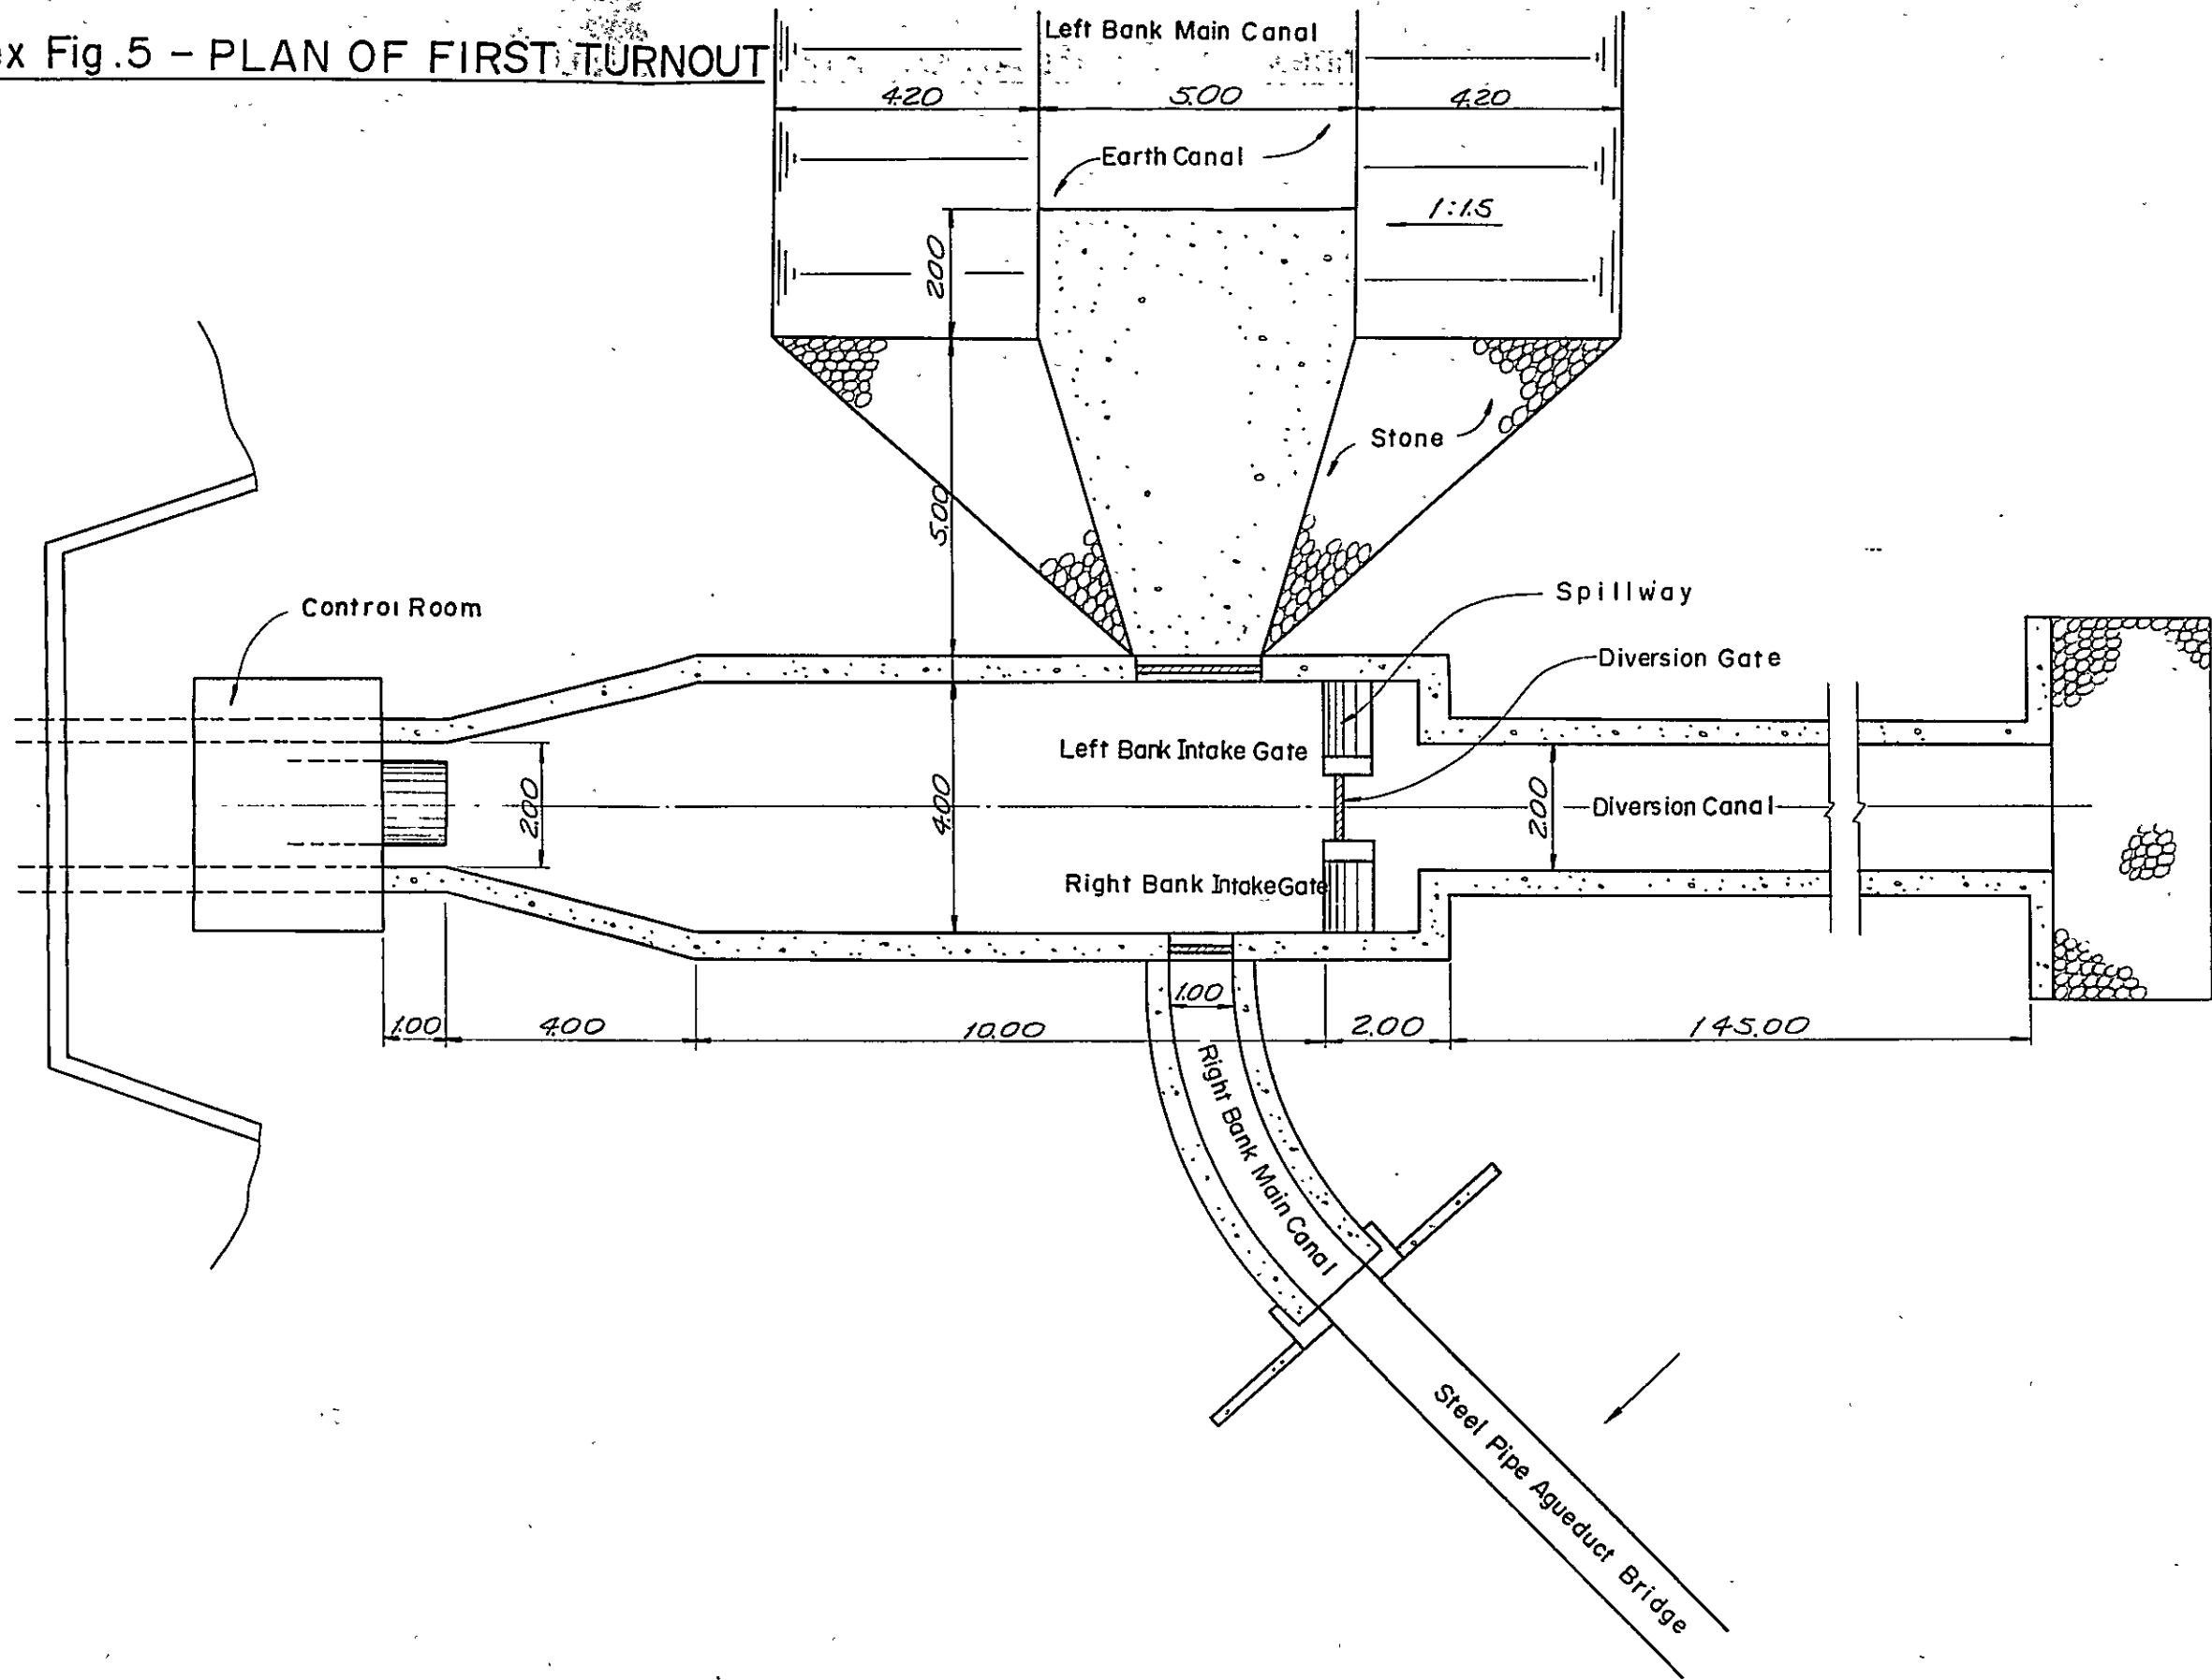 x Fig.5 - PLAN OF FIRST TURNOUT
Left Bank Main Canal
4.20
5.00
4.20
Earth Canal
1:1.5
2.00
Stone
5.00
Spillway
Control Room
Diversion Gate
Left Bank Intake Gate
2.00
4.00
2.00
Diversion Canal
Right Bank Intake Gate
1.00
1.00
4.00
10.00
2.00
145.00
Right Bank Main Canal
Steel Pipe Agueduct Bridge